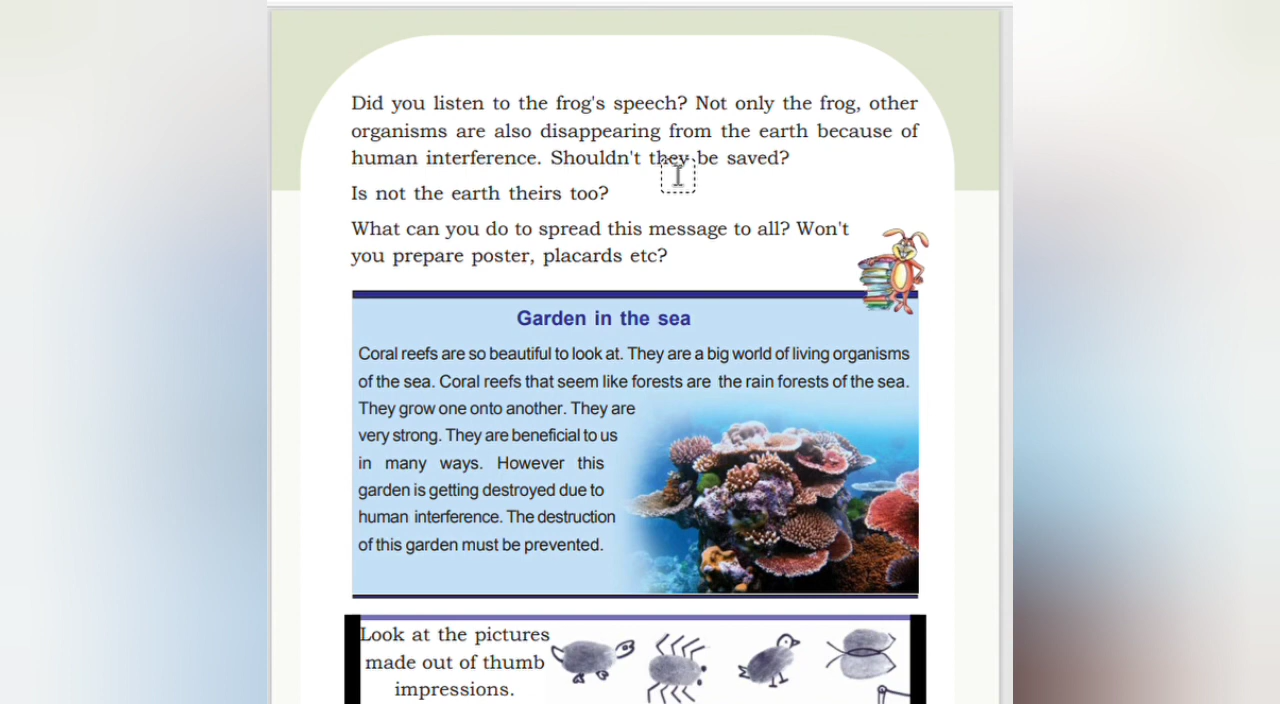 Did you listen to the frog's speech? Not only the frog, other
organisms are also disappearing from the earth because of
human interference. Shouldn't they be saved?
Is not the earth theirs too?
What can you do to spread this message to all? Won't
you prepare poster, placards etc?
Garden in the sea
Coral reefs are so beautiful to look at. They are a big world of living organisms
of the sea. Coral reefs that seem like forests are the rain forests of the sea.
They grow one onto another. They are
very strong. They are beneficial to us
in many ways. However this
garden is getting destroyed due to
human interference. The destruction
of this garden must be prevented.
Look at the pictures
made out of thumb
impressions.